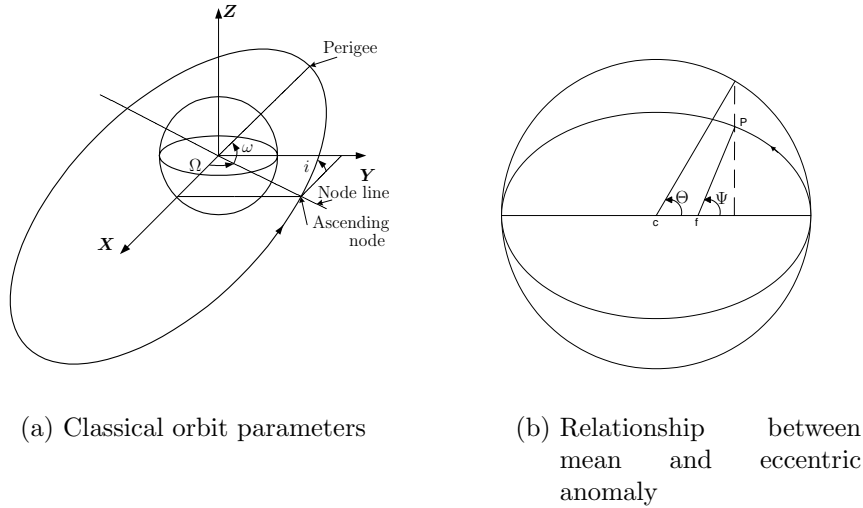 Z
Perigee
ω
Ω
i
Y
Node line
Ascending
node
X
P
Θ
Ψ
c
f
(a) Classical orbit parameters
(b) Relationship between
mean and eccentric
anomaly